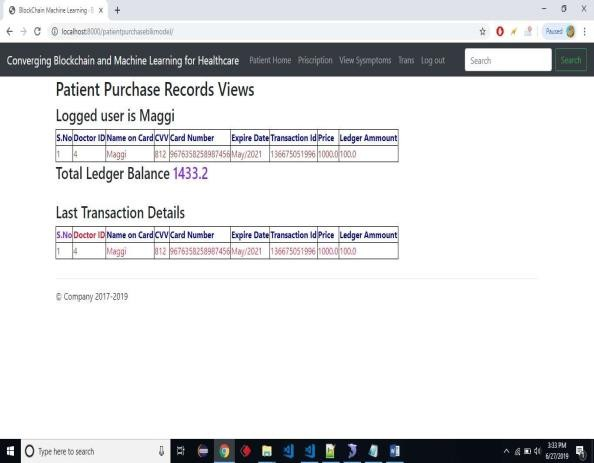 BlockChain Machine Learning - B
localhost:8000/patientpurchaseblkmodel/
Paused
Converging Blockchain and Machine Learning for Healthcare Patient Home Priscription View Sysmptoms Trans Log out Search Search
Patient Purchase Records Views
Logged user is Maggi
S.No Doctor ID Name on Card CVV Card Number Expire Date Transaction Id Price Ledger Ammount
1 4 Maggi 812 9676358258987456 May/2021 136675051996 1000.0 100.0
Total Ledger Balance 1433.2
Last Transaction Details
S.No Doctor ID Name on Card CVV Card Number Expire Date Transaction Id Price Ledger Ammount
1 4 Maggi 812 9676358258987456 May/2021 136675051996 1000.0 100.0
© Company 2017-2019
Type here to search
3:33 PM
6/27/2019